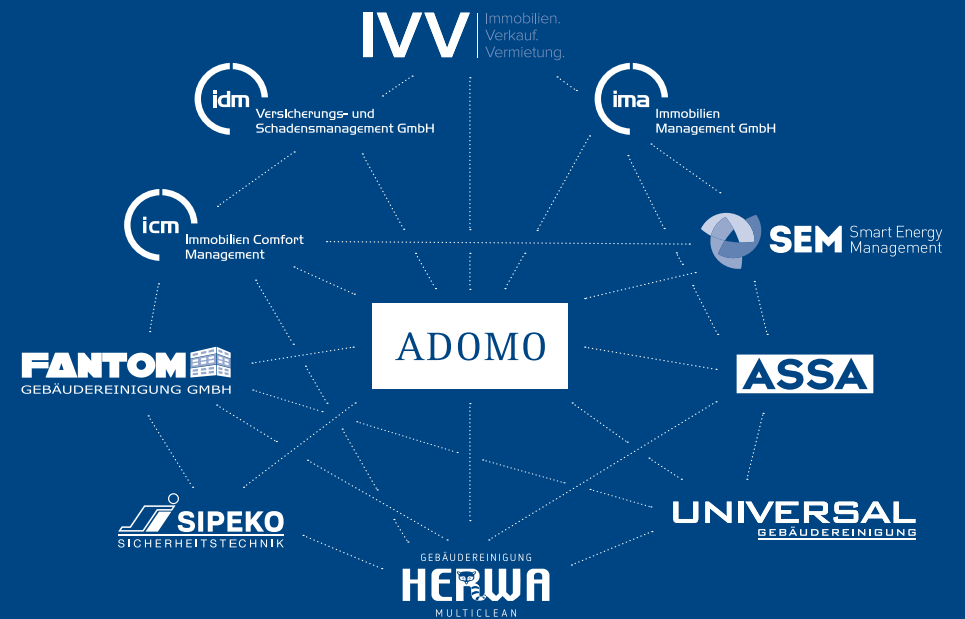 IVV
Immobilien.
Verkauf.
Vermietung.
idm
Versicherungs- und
Schadensmanagement GmbH
ima
Immobilien
Management GmbH
icm
Immobilien Comfort
Management
SEM
Smart Energy
Management
FANTOM
GEBÄUDEREINIGUNG GMBH
ADOMO
ASSA
SIPEKO
SICHERHEITSTECHNIK
UNIVERSAL
GEBÄUDEREINIGUNG
GEBÄUDEREINIGUNG
HERWA
MULTICLEAN